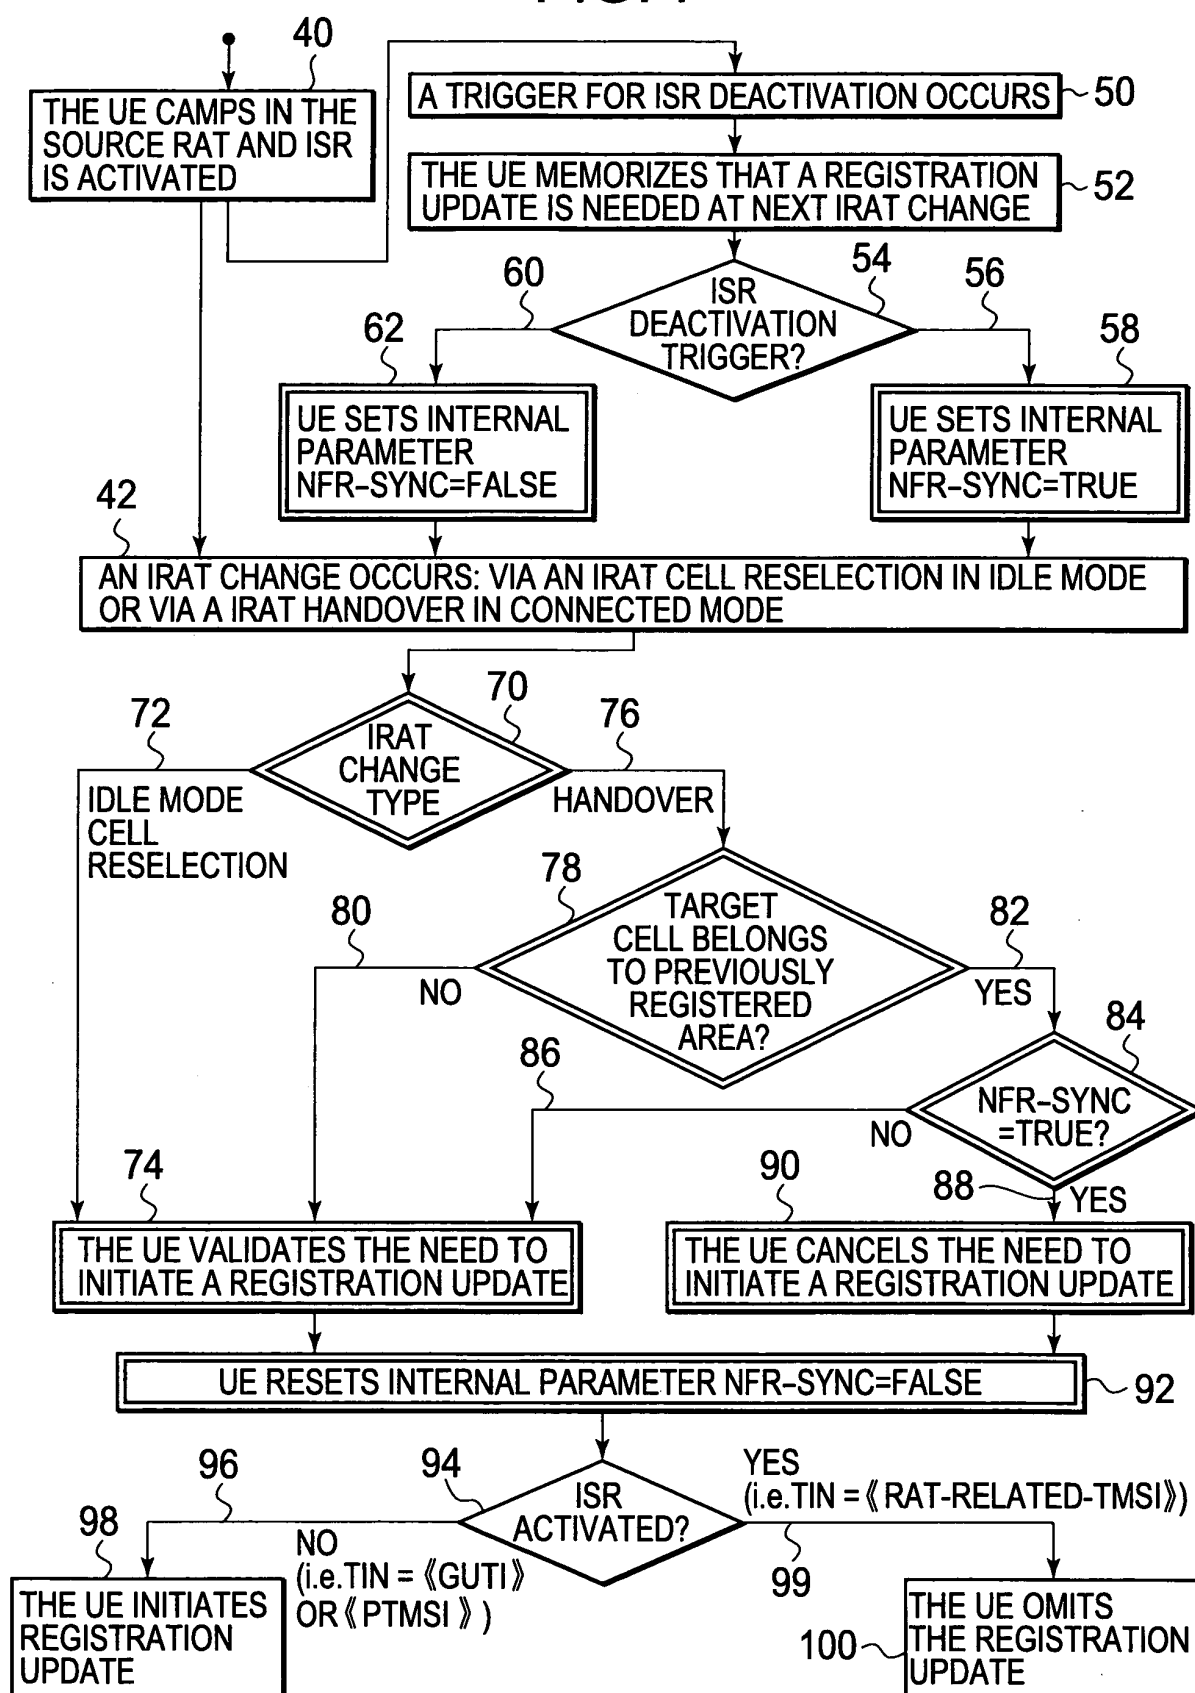 40
THE UE CAMPS IN THE
SOURCE RAT AND ISR
IS ACTIVATED
A TRIGGER FOR ISR DEACTIVATION OCCURS
50
THE UE MEMORIZES THAT A REGISTRATION
UPDATE IS NEEDED AT NEXT IRAT CHANGE
52
54
ISR
DEACTIVATION
TRIGGER?
60
56
62
UE SETS INTERNAL
PARAMETER
NFR-SYNC=FALSE
58
UE SETS INTERNAL
PARAMETER
NFR-SYNC=TRUE
42
AN IRAT CHANGE OCCURS: VIA AN IRAT CELL RESELECTION IN IDLE MODE
OR VIA A IRAT HANDOVER IN CONNECTED MODE
70
IRAT
CHANGE
TYPE
72
IDLE MODE
CELL
RESELECTION
76
HANDOVER
78
TARGET
CELL BELONGS
TO PREVIOUSLY
REGISTERED
AREA?
80
NO
82
YES
84
NFR-SYNC
=TRUE?
86
NO
88
YES
74
THE UE VALIDATES THE NEED TO
INITIATE A REGISTRATION UPDATE
90
THE UE CANCELS THE NEED TO
INITIATE A REGISTRATION UPDATE
UE RESETS INTERNAL PARAMETER NFR-SYNC=FALSE
92
94
ISR
ACTIVATED?
96
NO
(i.e.TIN =《GUTI》
OR《PTMSI》)
YES
(i.e.TIN =《RAT-RELATED-TMSI》)
99
98
THE UE INITIATES
REGISTRATION
UPDATE
100
THE UE OMITS
THE REGISTRATION
UPDATE